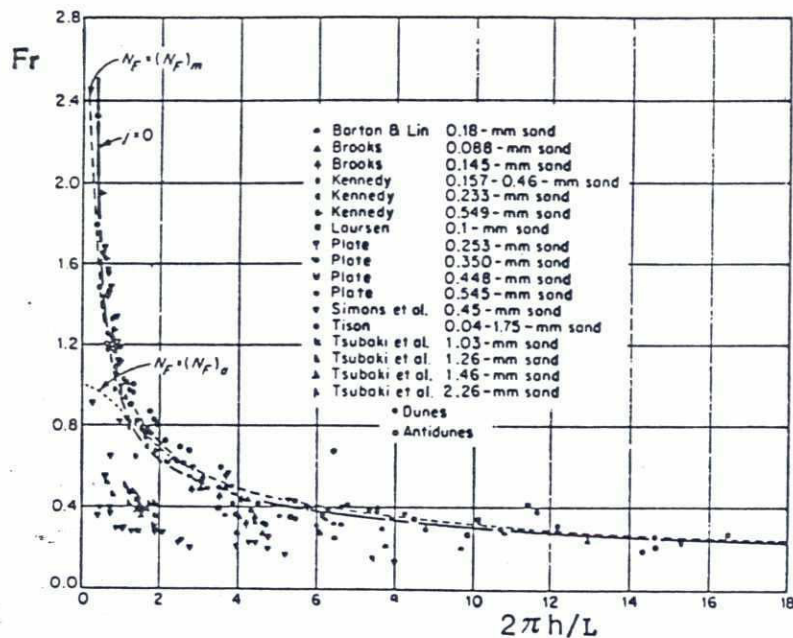 2.8
Fr
N_F = (N_F)_m
2.4
j = 0
2.0
1.6
1.2
N_F = (N_F)_a
0.8
0.4
0.0
Barton & Lin 0.18-mm sand
Brooks 0.088-mm sand
Brooks 0.145-mm sand
Kennedy 0.157-0.46-mm sand
Kennedy 0.233-mm sand
Kennedy 0.549-mm sand
Laursen 0.1-mm sand
Plate 0.253-mm sand
Plate 0.350-mm sand
Plate 0.448-mm sand
Plate 0.545-mm sand
Simons et al. 0.45-mm sand
Tison 0.04-1.75-mm sand
Tsubaki et al. 1.03-mm sand
Tsubaki et al. 1.26-mm sand
Tsubaki et al. 1.46-mm sand
Tsubaki et al. 2.26-mm sand
Dunes
Antidunes
0 2 4 6 8 10 12 14 16 18
2πh/L